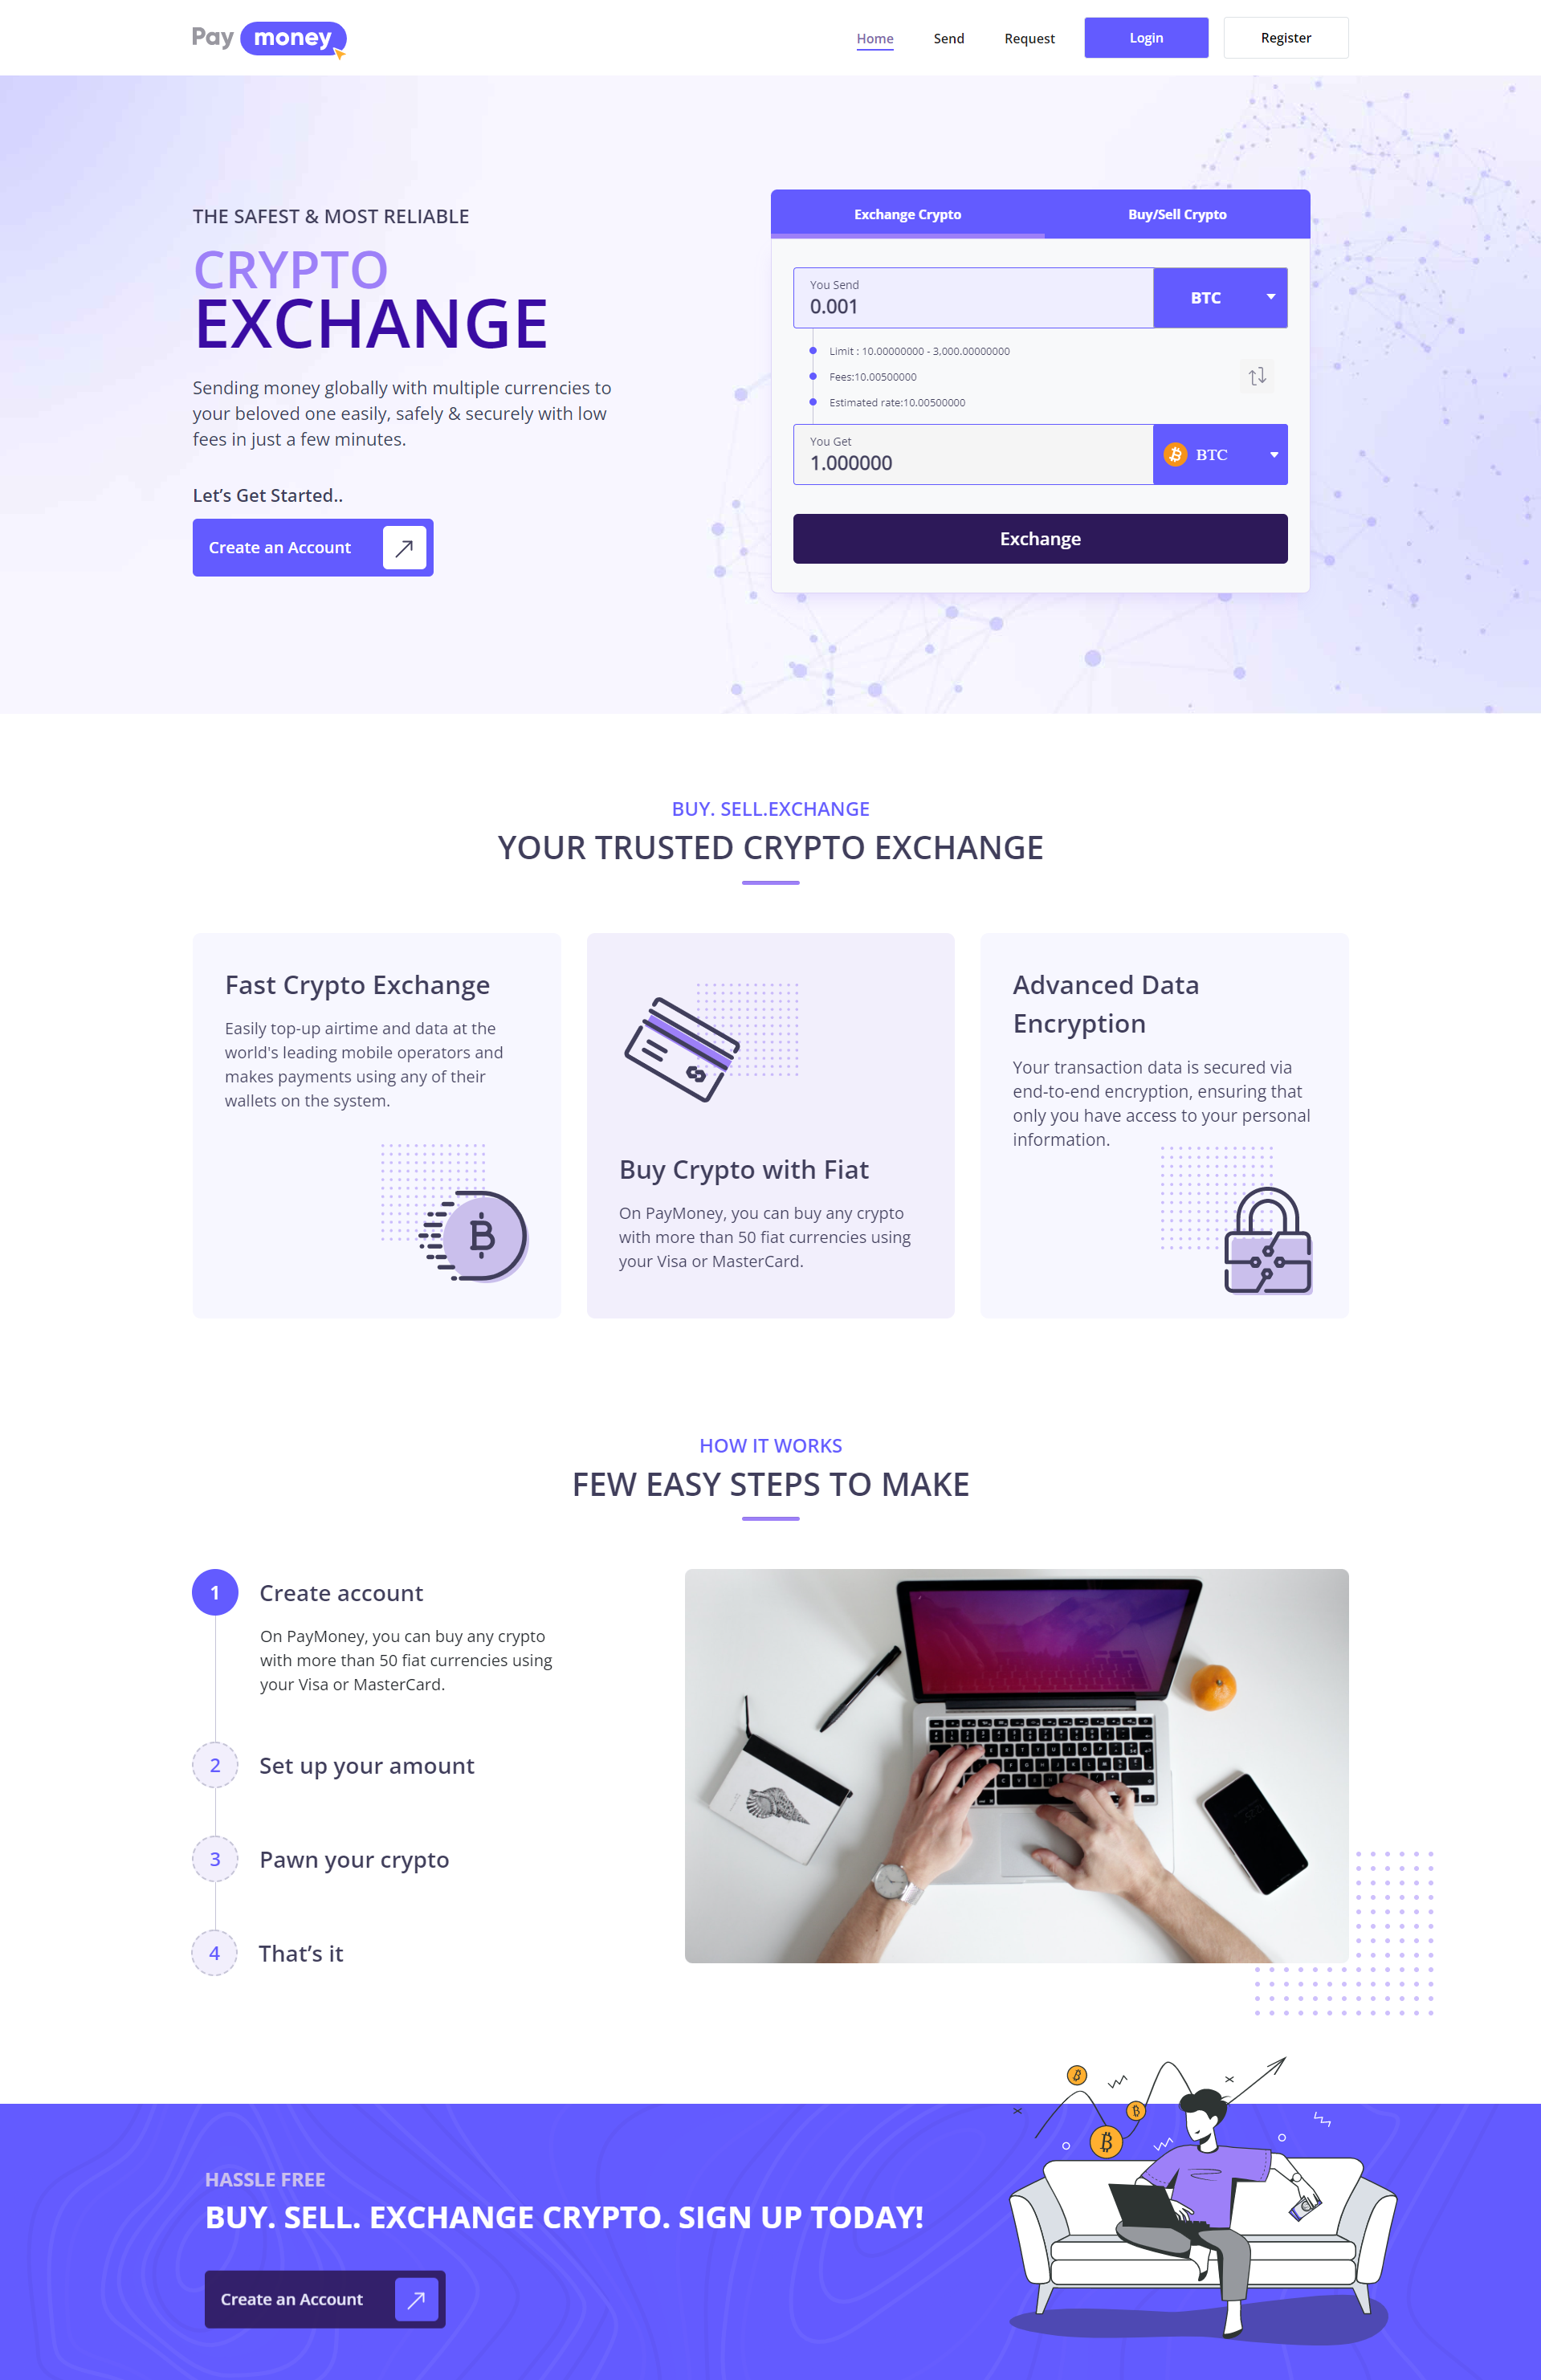 Pay money
Home
Send
Request
Login
Register
THE SAFEST & MOST RELIABLE
CRYPTO
EXCHANGE
Sending money globally with multiple currencies to
your beloved one easily, safely & securely with low
fees in just a few minutes.
Let’s Get Started..
Create an Account
Exchange Crypto
Buy/Sell Crypto
You Send
0.001
BTC
Limit : 10.00000000 - 3,000.00000000
Fees:10.00500000
Estimated rate:10.00500000
You Get
1.000000
BTC
Exchange
BUY. SELL.EXCHANGE
YOUR TRUSTED CRYPTO EXCHANGE
Fast Crypto Exchange
Easily top-up airtime and data at the
world's leading mobile operators and
makes payments using any of their
wallets on the system.
Buy Crypto with Fiat
On PayMoney, you can buy any crypto
with more than 50 fiat currencies using
your Visa or MasterCard.
Advanced Data
Encryption
Your transaction data is secured via
end-to-end encryption, ensuring that
only you have access to your personal
information.
HOW IT WORKS
FEW EASY STEPS TO MAKE
1
Create account
On PayMoney, you can buy any crypto
with more than 50 fiat currencies using
your Visa or MasterCard.
2
Set up your amount
3
Pawn your crypto
4
That’s it
HASSLE FREE
BUY. SELL. EXCHANGE CRYPTO. SIGN UP TODAY!
Create an Account